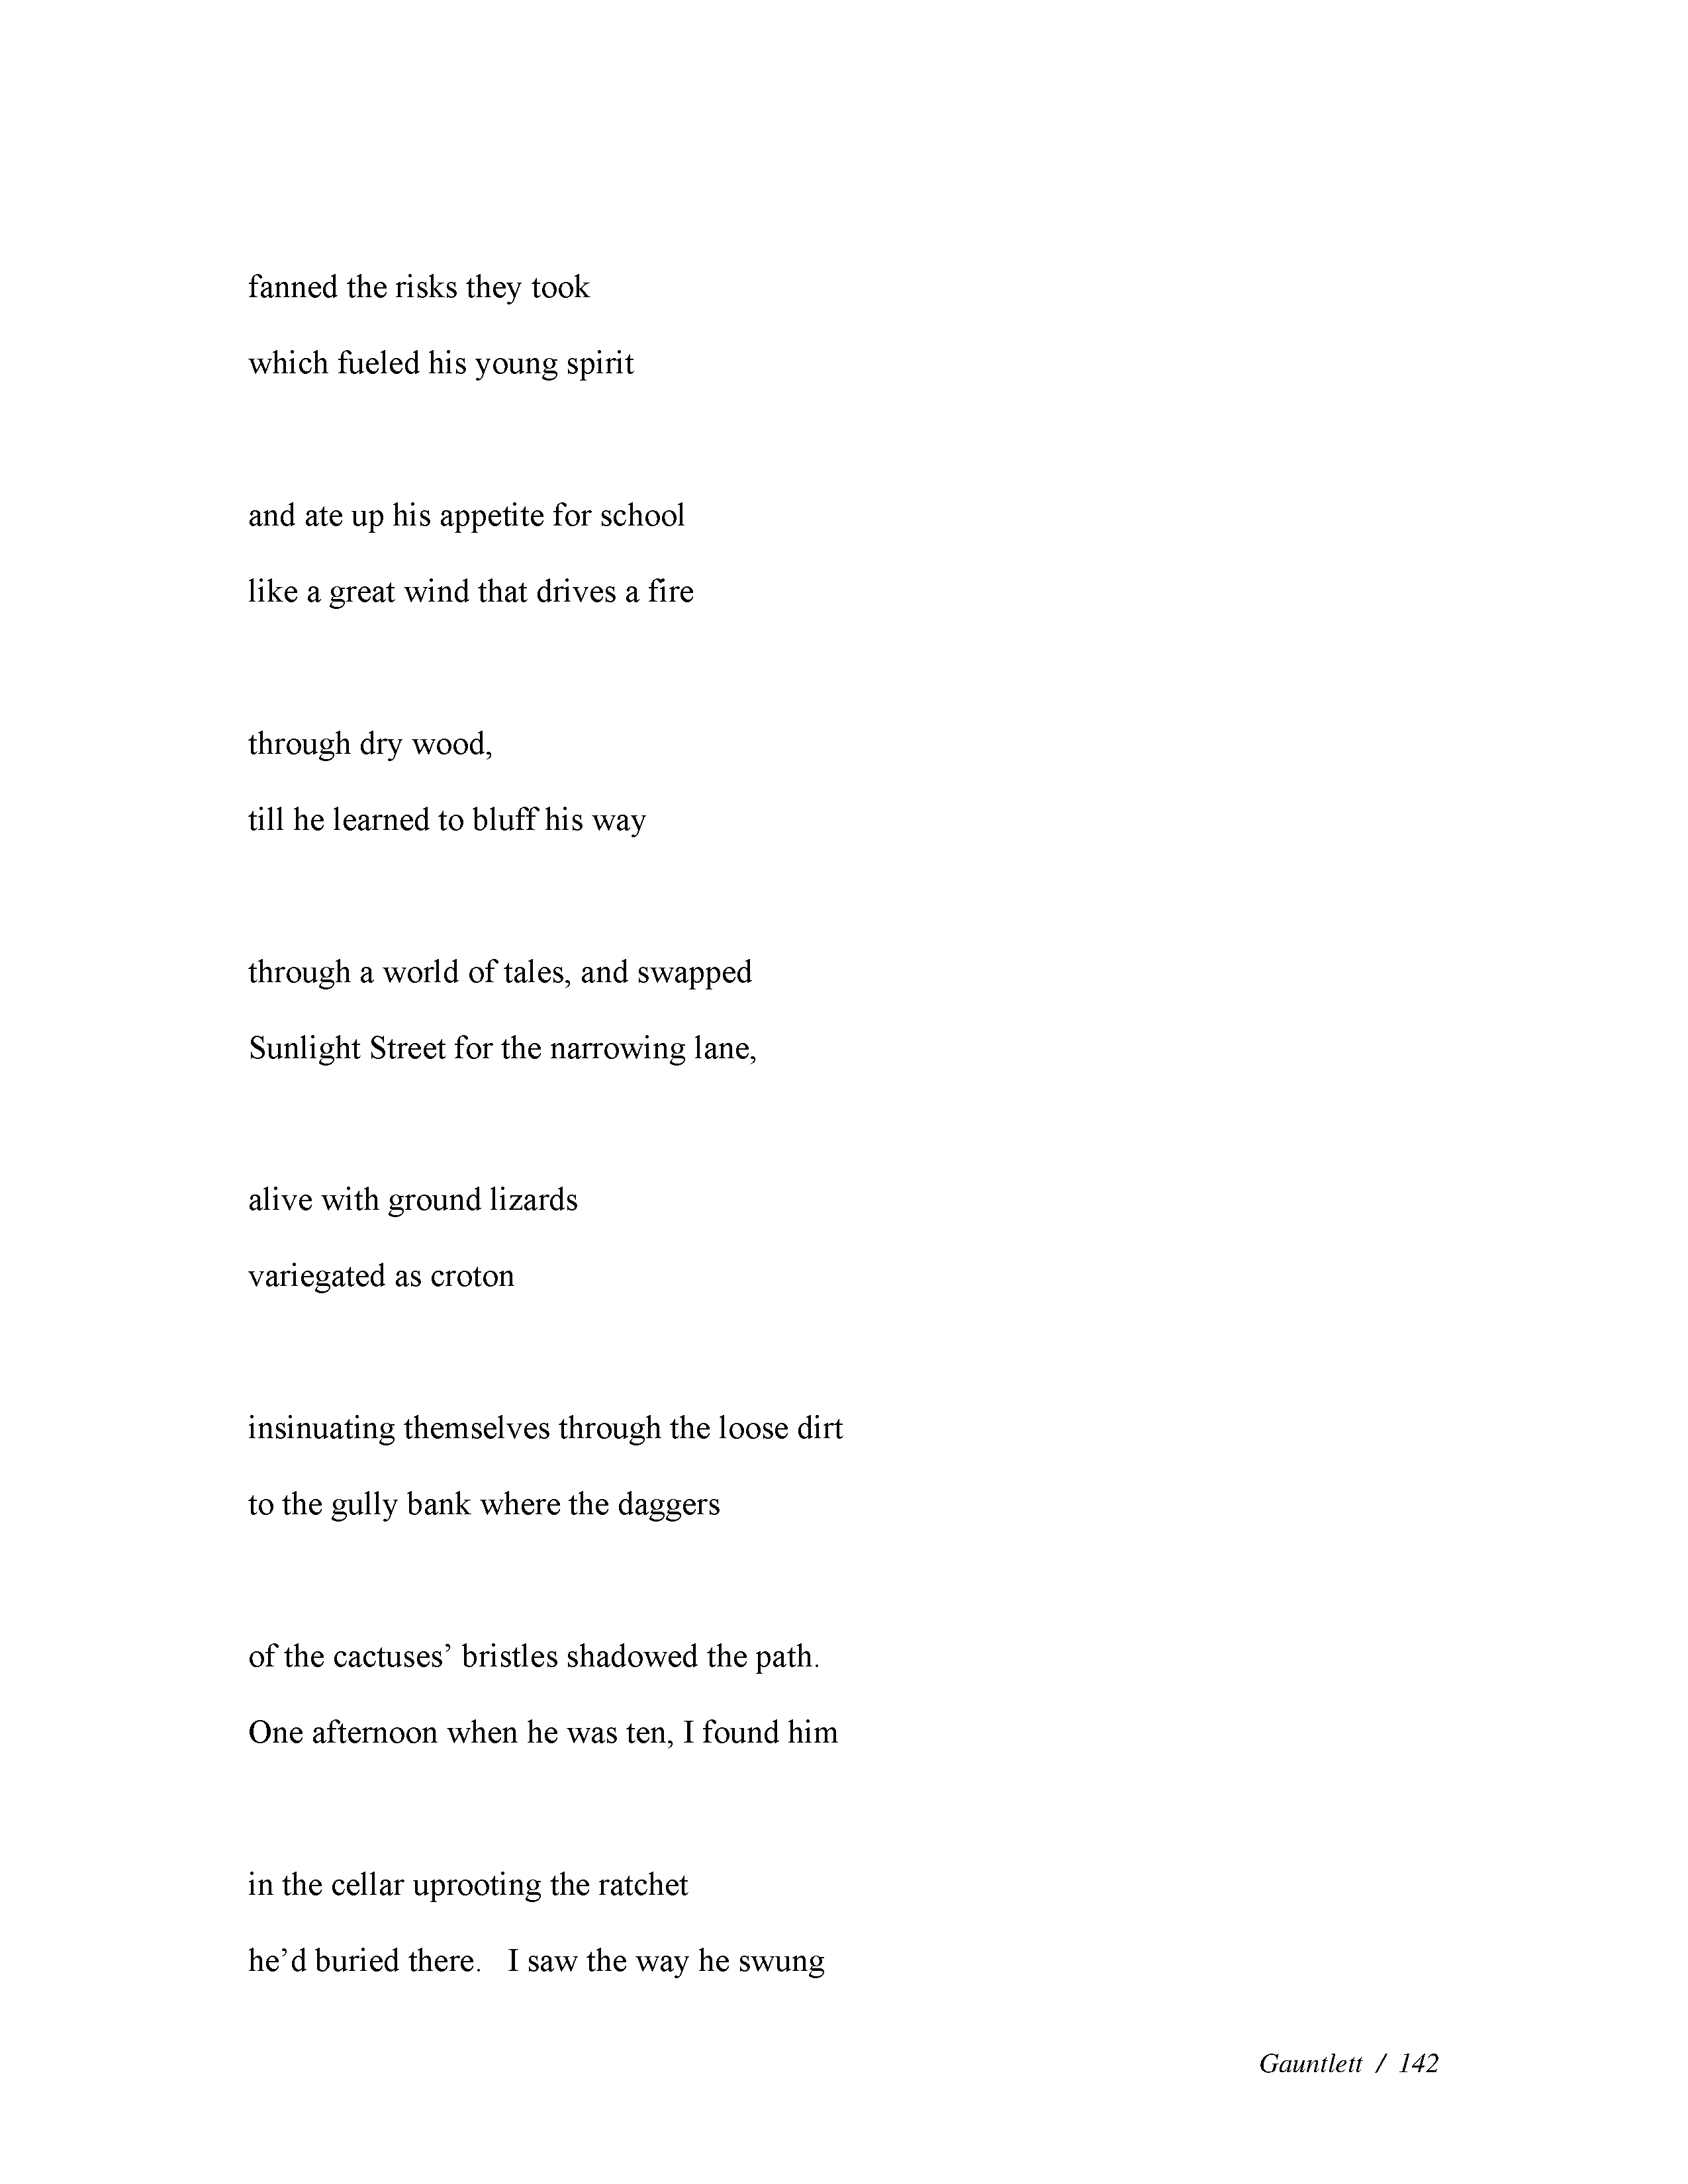 fanned the risks they took
which fueled his young spirit
and ate up his appetite for school
like a great wind that drives a fire
through dry wood,
till he learned to bluff his way
through a world of tales, and swapped
Sunlight Street for the narrowing lane,
alive with ground lizards
variegated as croton
insinuating themselves through the loose dirt
to the gully bank where the daggers
of the cactuses’ bristles shadowed the path.
One afternoon when he was ten, I found him
in the cellar uprooting the ratchet
he’d buried there.   I saw the way he swung
Gauntlett / 142